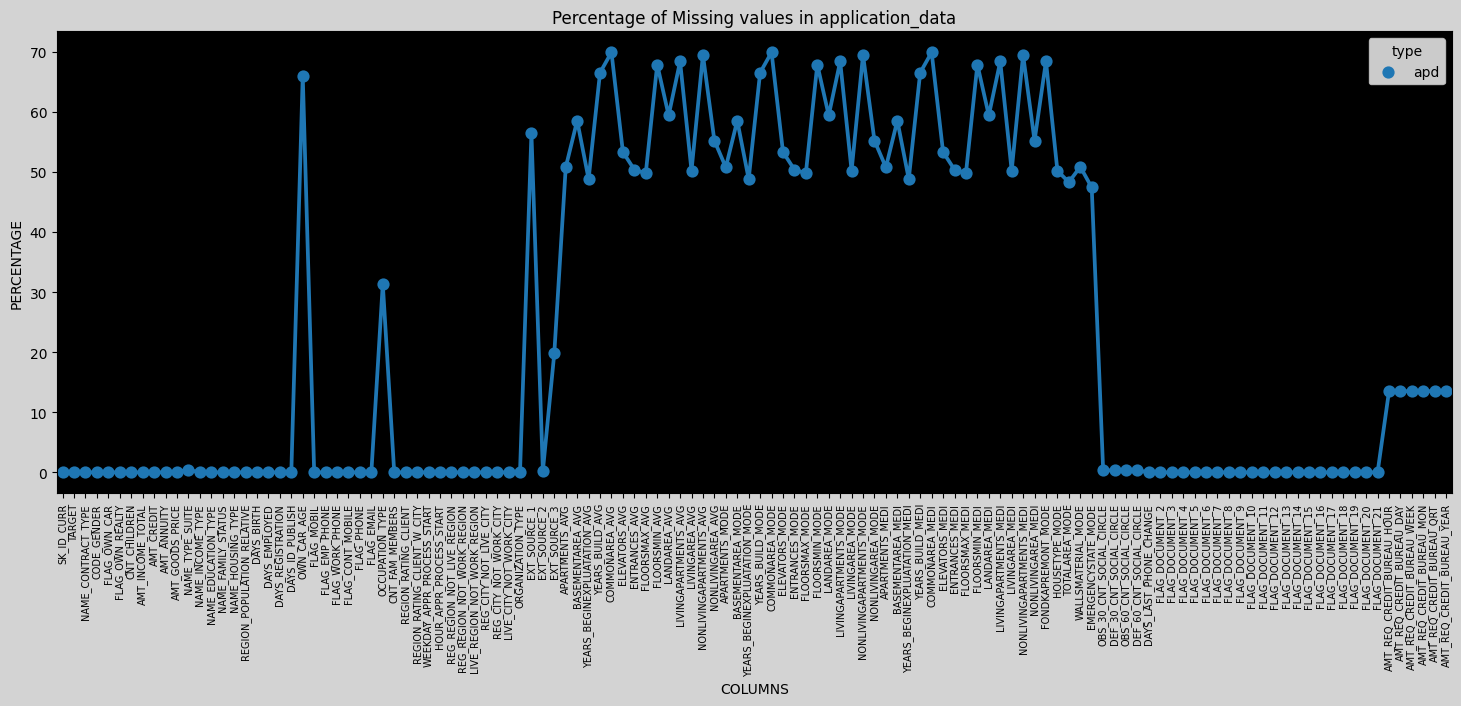 Percentage of Missing values in application_data
type
apd
PERCENTAGE
70
60
50
40
30
20
10
0
SK_ID_CURR
TARGET
NAME_CONTRACT_TYPE
CODE_GENDER
FLAG_OWN_CAR
FLAG_OWN_REALTY
CNT_CHILDREN
AMT_INCOME_TOTAL
AMT_CREDIT
AMT_ANNUITY
AMT_GOODS_PRICE
NAME_TYPE_SUITE
NAME_INCOME_TYPE
NAME_EDUCATION_TYPE
NAME_FAMILY_STATUS
NAME_HOUSING_TYPE
REGION_POPULATION_RELATIVE
DAYS_BIRTH
DAYS_EMPLOYED
DAYS_REGISTRATION
DAYS_ID_PUBLISH
OWN_CAR_AGE
FLAG_MOBIL
FLAG_EMP_PHONE
FLAG_WORK_PHONE
FLAG_CONT_MOBILE
FLAG_PHONE
FLAG_EMAIL
OCCUPATION_TYPE
CNT_FAM_MEMBERS
REGION_RATING_CLIENT
REGION_RATING_CLIENT_W_CITY
WEEKDAY_APPR_PROCESS_START
HOUR_APPR_PROCESS_START
REG_REGION_NOT_LIVE_REGION
REG_REGION_NOT_WORK_REGION
LIVE_REGION_NOT_WORK_REGION
REG_CITY_NOT_LIVE_CITY
REG_CITY_NOT_WORK_CITY
LIVE_CITY_NOT_WORK_CITY
ORGANIZATION_TYPE
EXT_SOURCE_1
EXT_SOURCE_2
EXT_SOURCE_3
APARTMENTS_AVG
BASEMENTAREA_AVG
YEARS_BEGINEXPLUATATION_AVG
YEARS_BUILD_AVG
COMMONAREA_AVG
ELEVATORS_AVG
ENTRANCES_AVG
FLOORSMAX_AVG
FLOORSMIN_AVG
LANDAREA_AVG
LIVINGAPARTMENTS_AVG
LIVINGAREA_AVG
NONLIVINGAPARTMENTS_AVG
NONLIVINGAREA_AVG
APARTMENTS_MODE
BASEMENTAREA_MODE
YEARS_BEGINEXPLUATATION_MODE
YEARS_BUILD_MODE
COMMONAREA_MODE
ELEVATORS_MODE
ENTRANCES_MODE
FLOORSMAX_MODE
FLOORSMIN_MODE
LANDAREA_MODE
LIVINGAPARTMENTS_MODE
LIVINGAREA_MODE
NONLIVINGAPARTMENTS_MODE
NONLIVINGAREA_MODE
APARTMENTS_MEDI
BASEMENTAREA_MEDI
YEARS_BEGINEXPLUATATION_MEDI
YEARS_BUILD_MEDI
COMMONAREA_MEDI
ELEVATORS_MEDI
ENTRANCES_MEDI
FLOORSMAX_MEDI
FLOORSMIN_MEDI
LANDAREA_MEDI
LIVINGAPARTMENTS_MEDI
LIVINGAREA_MEDI
NONLIVINGAPARTMENTS_MEDI
NONLIVINGAREA_MEDI
FONDKAPREMONT_MODE
HOUSETYPE_MODE
TOTALAREA_MODE
WALLSMATERIAL_MODE
EMERGENCYSTATE_MODE
OBS_30_CNT_SOCIAL_CIRCLE
DEF_30_CNT_SOCIAL_CIRCLE
OBS_60_CNT_SOCIAL_CIRCLE
DEF_60_CNT_SOCIAL_CIRCLE
DAYS_LAST_PHONE_CHANGE
FLAG_DOCUMENT_2
FLAG_DOCUMENT_3
FLAG_DOCUMENT_4
FLAG_DOCUMENT_5
FLAG_DOCUMENT_6
FLAG_DOCUMENT_7
FLAG_DOCUMENT_8
FLAG_DOCUMENT_9
FLAG_DOCUMENT_10
FLAG_DOCUMENT_11
FLAG_DOCUMENT_12
FLAG_DOCUMENT_13
FLAG_DOCUMENT_14
FLAG_DOCUMENT_15
FLAG_DOCUMENT_16
FLAG_DOCUMENT_17
FLAG_DOCUMENT_18
FLAG_DOCUMENT_19
FLAG_DOCUMENT_20
FLAG_DOCUMENT_21
AMT_REQ_CREDIT_BUREAU_HOUR
AMT_REQ_CREDIT_BUREAU_DAY
AMT_REQ_CREDIT_BUREAU_WEEK
AMT_REQ_CREDIT_BUREAU_MON
AMT_REQ_CREDIT_BUREAU_QRT
AMT_REQ_CREDIT_BUREAU_YEAR
COLUMNS